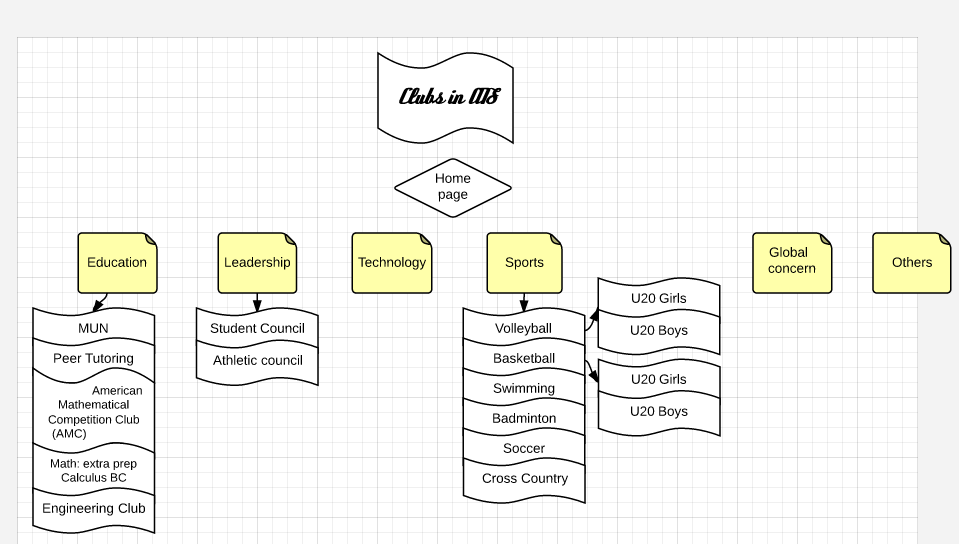 Clubs in ATS
Home
page
Education
Leadership
Technology
Sports
Global
concern
Others
MUN
Peer Tutoring
American
Mathematical
Competition Club
(AMC)
Math: extra prep
Calculus BC
Engineering Club
Student Council
Athletic council
Volleyball
Basketball
Swimming
Badminton
Soccer
Cross Country
U20 Girls
U20 Boys
U20 Girls
U20 Boys